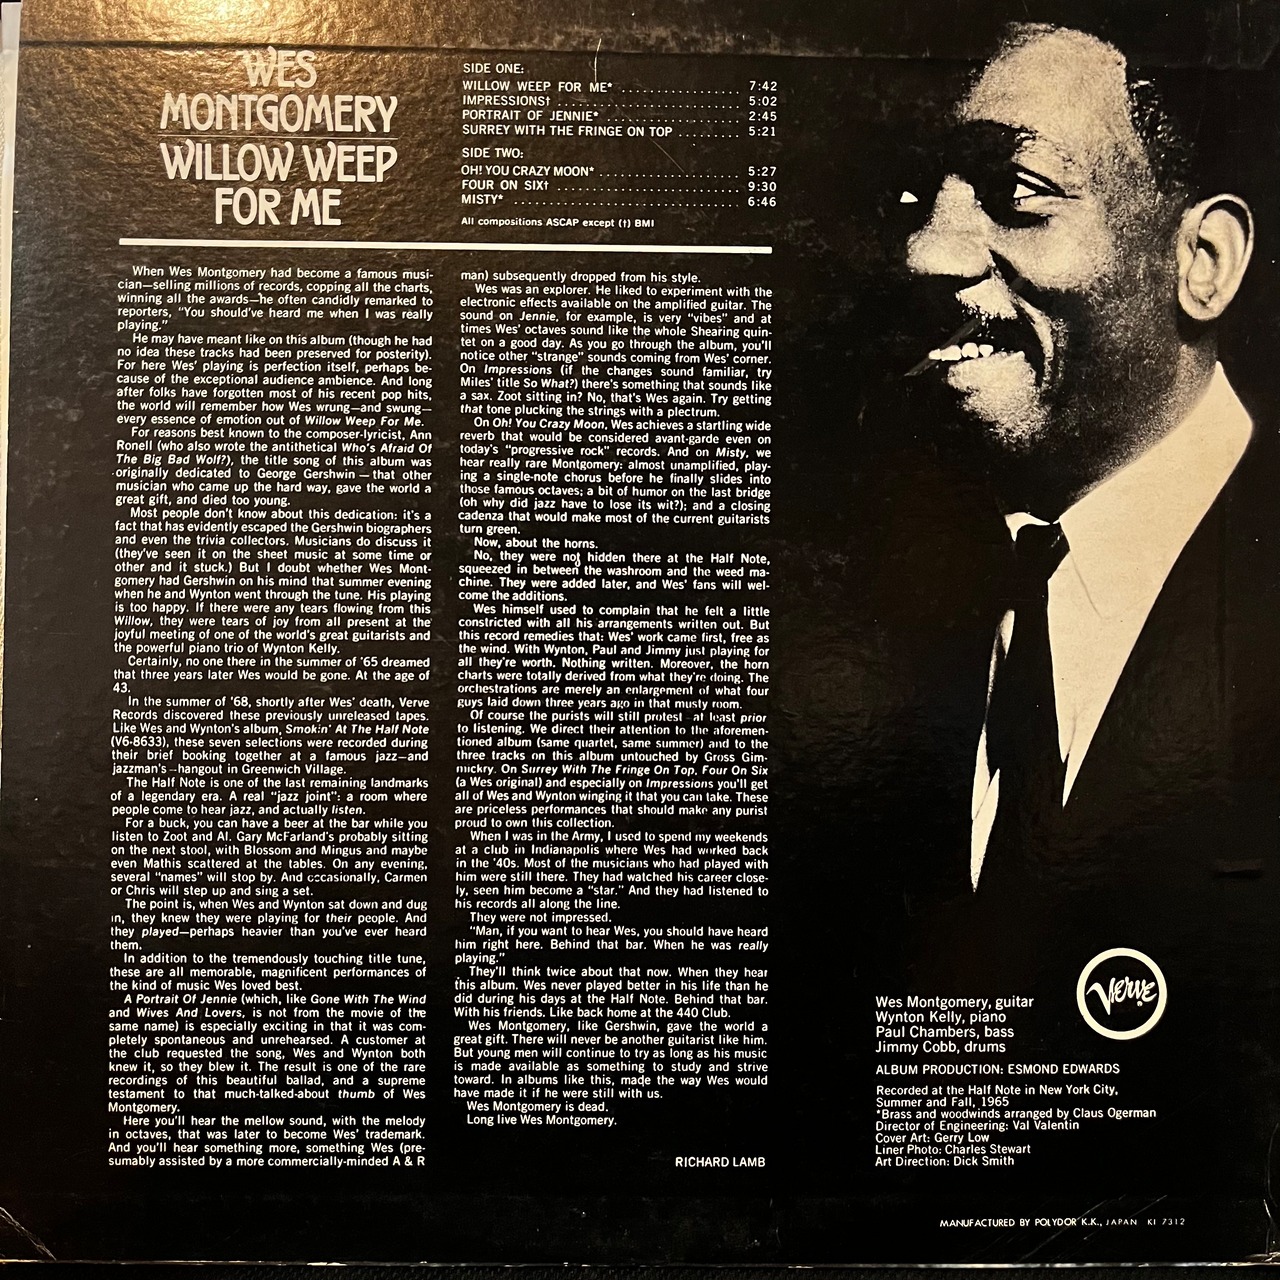 WES
MONTGOMERY
WILLOW WEEP
FOR ME
SIDE ONE:
WILLOW WEEP FOR ME* . . . . . . . . . . . . . . . . . 7:42
IMPRESSIONS† . . . . . . . . . . . . . . . . . . . . . . . . . 5:02
PORTRAIT OF JENNIE* . . . . . . . . . . . . . . . . . . 2:45
SURREY WITH THE FRINGE ON TOP . . . . . . . . 5:21
SIDE TWO:
OH! YOU CRAZY MOON* . . . . . . . . . . . . . . . . . . . 5:27
FOUR ON SIX† . . . . . . . . . . . . . . . . . . . . . . . . . 9:30
MISTY* . . . . . . . . . . . . . . . . . . . . . . . . . . . . . . 6:46
All compositions ASCAP except (†) BMI
When Wes Montgomery had become a famous musi-
cian—selling millions of records, copping all the charts,
winning all the awards—he often candidly remarked to
reporters, "You should've heard me when I was really
playing."
He may have meant like on this album (though he had
no idea these tracks had been preserved for posterity).
For here Wes' playing is perfection itself, perhaps be-
cause of the exceptional audience ambience. And long
after folks have forgotten most of his recent pop hits,
the world will remember how Wes wrung—and swung—
every essence of emotion out of Willow Weep For Me.
For reasons best known to the composer-lyricist, Ann
Ronell (who also wrote the antithetical Who's Afraid Of
The Big Bad Wolf?), the title song of this album was
originally dedicated to George Gershwin — that other
musician who came up the hard way, gave the world a
great gift, and died too young.
Most people don't know about this dedication: it's a
fact that has evidently escaped the Gershwin biographers
and even the trivia collectors. Musicians do discuss it
(they've seen it on the sheet music at some time or
other and it stuck.) But I doubt whether Wes Mont-
gomery had Gershwin on his mind that summer evening
when he and Wynton went through the tune. His playing
is too happy. If there were any tears flowing from this
Willow, they were tears of joy from all present at the
joyful meeting of one of the world's great guitarists and
the powerful piano trio of Wynton Kelly.
Certainly, no one there in the summer of '65 dreamed
that three years later Wes would be gone. At the age of
43.
In the summer of '68, shortly after Wes' death, Verve
Records discovered these previously unreleased tapes.
Like Wes and Wynton's album, Smokin' At The Half Note
(V6-8633), these seven selections were recorded during
their brief booking together at a famous jazz—and
jazzman's—hangout in Greenwich Village.
The Half Note is one of the last remaining landmarks
of a legendary era. A real "jazz joint": a room where
people come to hear jazz, and actually listen.
For a buck, you can have a beer at the bar while you
listen to Zoot and Al. Gary McFarland's probably sitting
on the next stool, with Blossom and Mingus and maybe
even Mathis scattered at the tables. On any evening,
several "names" will stop by. And occasionally, Carmen
or Chris will step up and sing a set.
The point is, when Wes and Wynton sat down and dug
in, they knew they were playing for their people. And
they played—perhaps heavier than you've ever heard
them.
In addition to the tremendously touching title tune,
these are all memorable, magnificent performances of
the kind of music Wes loved best.
A Portrait Of Jennie (which, like Gone With The Wind
and Wives And Lovers, is not from the movie of the
same name) is especially exciting in that it was com-
pletely spontaneous and unrehearsed. A customer at
the club requested the song, Wes and Wynton both
knew it, so they blew it. The result is one of the rare
recordings of this beautiful ballad, and a supreme
testament to that much-talked-about thumb of Wes
Montgomery.
Here you'll hear the mellow sound, with the melody
in octaves, that was later to become Wes' trademark.
And you'll hear something more, something Wes (pre-
sumably assisted by a more commercially-minded A & R
man) subsequently dropped from his style.
Wes was an explorer. He liked to experiment with the
electronic effects available on the amplified guitar. The
sound on Jennie, for example, is very "vibes" and at
times Wes' octaves sound like the whole Shearing quin-
tet on a good day. As you go through the album, you'll
notice other "strange" sounds coming from Wes' corner.
On Impressions (if the changes sound familiar, try
Miles' title So What?) there's something that sounds like
a sax. Zoot sitting in? No, that's Wes again. Try getting
that tone plucking the strings with a plectrum.
On Oh! You Crazy Moon, Wes achieves a startling wide
reverb that would be considered avant-garde even on
today's "progressive rock" records. And on Misty, we
hear really rare Montgomery: almost unamplified, play-
ing a single-note chorus before he finally slides into
those famous octaves; a bit of humor on the last bridge
(oh why did jazz have to lose its wit?); and a closing
cadenza that would make most of the current guitarists
turn green.
Now, about the horns.
No, they were not hidden there at the Half Note,
squeezed in between the washroom and the weed ma-
chine. They were added later, and Wes' fans will wel-
come the additions.
Wes himself used to complain that he felt a little
constricted with all his arrangements written out. But
this record remedies that: Wes' work came first, free as
the wind. With Wynton, Paul and Jimmy just playing for
all they're worth. Nothing written. Moreover, the horn
charts were totally derived from what they're doing. The
orchestrations are merely an enlargement of what four
guys laid down three years ago in that musty room.
Of course the purists will still protest—at least prior
to listening. We direct their attention to the aforemen-
tioned album (same quartet, same summer) and to the
three tracks on this album untouched by Gross Gim-
mickry. On Surrey With The Fringe On Top, Four On Six
(a Wes original) and especially on Impressions you'll get
all of Wes and Wynton winging it that you can take. These
are priceless performances that should make any purist
proud to own this collection.
When I was in the Army, I used to spend my weekends
at a club in Indianapolis where Wes had worked back
in the '40s. Most of the musicians who had played with
him were still there. They had watched his career close-
ly, seen him become a "star." And they had listened to
his records all along the line.
They were not impressed.
"Man, if you want to hear Wes, you should have heard
him right here. Behind that bar. When he was really
playing."
They'll think twice about that now. When they hear
this album. Wes never played better in his life than he
did during his days at the Half Note. Behind that bar.
With his friends. Like back home at the 440 Club.
Wes Montgomery, like Gershwin, gave the world a
great gift. There will never be another guitarist like him.
But young men will continue to try as long as his music
is made available as something to study and strive
toward. In albums like this, made the way Wes would
have made it if he were still with us.
Wes Montgomery is dead.
Long live Wes Montgomery.
RICHARD LAMB
Verve
Wes Montgomery, guitar
Wynton Kelly, piano
Paul Chambers, bass
Jimmy Cobb, drums
ALBUM PRODUCTION: ESMOND EDWARDS
Recorded at the Half Note in New York City,
Summer and Fall, 1965
*Brass and woodwinds arranged by Claus Ogerman
Director of Engineering: Val Valentin
Cover Art: Gerry Low
Liner Photo: Charles Stewart
Art Direction: Dick Smith
MANUFACTURED BY POLYDOR K.K., JAPAN KI 7312